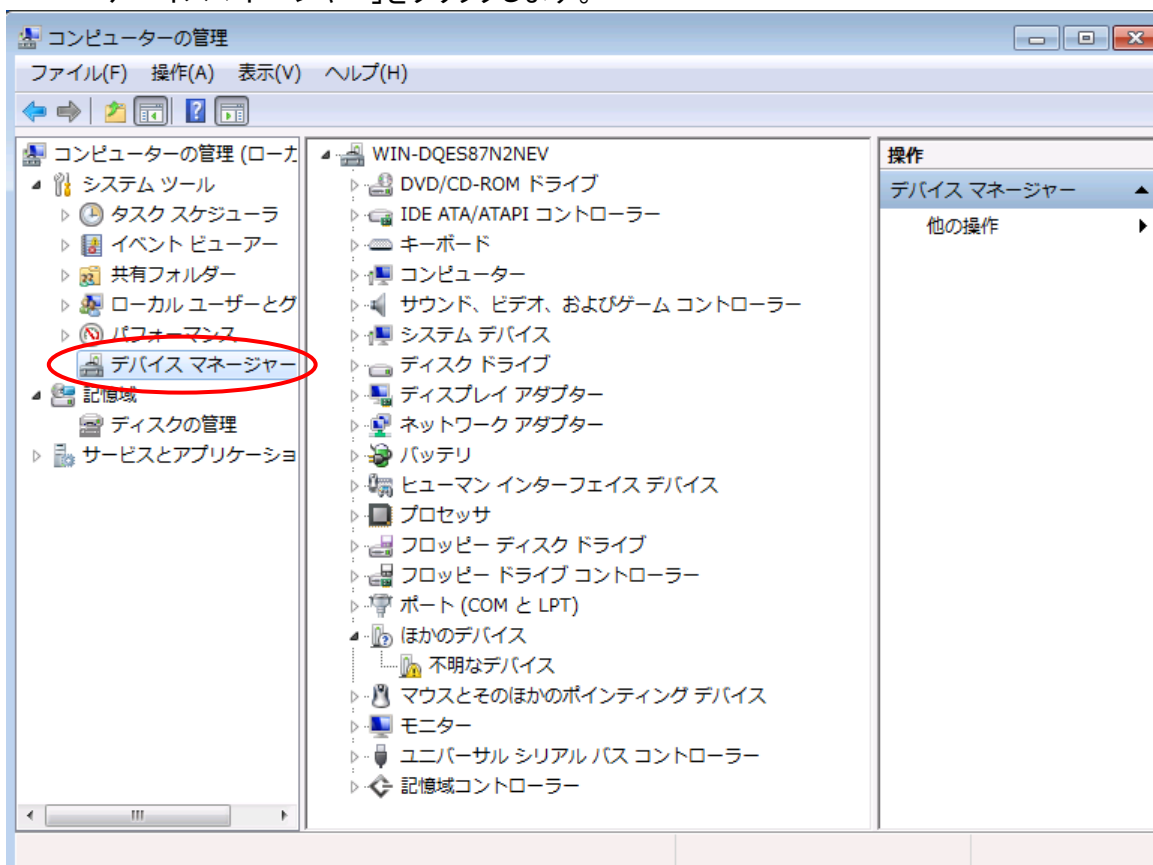 」をクリックします。
コンピューターの管理
ファイル(F) 操作(A) 表示(V) ヘルプ(H)
コンピューターの管理 (ローカ
システム ツール
タスク スケジューラ
イベント ビューアー
共有フォルダー
ローカル ユーザーとグ
パフォーマンス
デバイス マネージャー
記憶域
ディスクの管理
サービスとアプリケーショ
WIN-DQES87N2NEV
DVD/CD-ROM ドライブ
IDE ATA/ATAPI コントローラー
キーボード
コンピューター
サウンド、ビデオ、およびゲーム コントローラー
システム デバイス
ディスク ドライブ
ディスプレイ アダプター
ネットワーク アダプター
バッテリ
ヒューマン インターフェイス デバイス
プロセッサ
フロッピー ディスク ドライブ
フロッピー ドライブ コントローラー
ポート (COM と LPT)
ほかのデバイス
不明なデバイス
マウスとそのほかのポインティング デバイス
モニター
ユニバーサル シリアル バス コントローラー
記憶域コントローラー
操作
デバイス マネージャー
他の操作